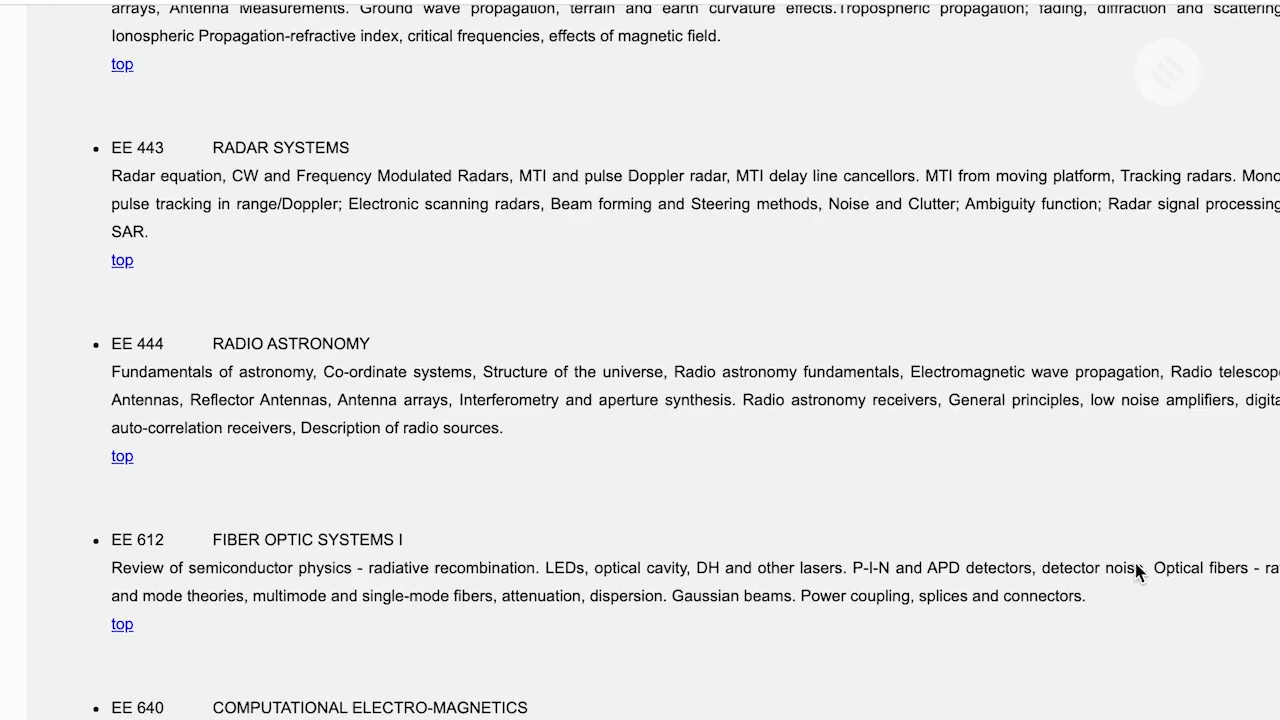 arrays, Antenna Measurements. Ground wave propagation, terrain and earth curvature effects.Tropospheric propagation; fading, diffraction and scattering
Ionospheric Propagation-refractive index, critical frequencies, effects of magnetic field.
top
• EE 443 RADAR SYSTEMS
Radar equation, CW and Frequency Modulated Radars, MTI and pulse Doppler radar, MTI delay line cancellors. MTI from moving platform, Tracking radars. Mono
pulse tracking in range/Doppler; Electronic scanning radars, Beam forming and Steering methods, Noise and Clutter; Ambiguity function; Radar signal processing
SAR.
top
• EE 444 RADIO ASTRONOMY
Fundamentals of astronomy, Co-ordinate systems, Structure of the universe, Radio astronomy fundamentals, Electromagnetic wave propagation, Radio telescope
Antennas, Reflector Antennas, Antenna arrays, Interferometry and aperture synthesis. Radio astronomy receivers, General principles, low noise amplifiers, digita
auto-correlation receivers, Description of radio sources.
top
• EE 612 FIBER OPTIC SYSTEMS I
Review of semiconductor physics - radiative recombination. LEDs, optical cavity, DH and other lasers. P-I-N and APD detectors, detector noise. Optical fibers - ra
and mode theories, multimode and single-mode fibers, attenuation, dispersion. Gaussian beams. Power coupling, splices and connectors.
top
• EE 640 COMPUTATIONAL ELECTRO-MAGNETICS